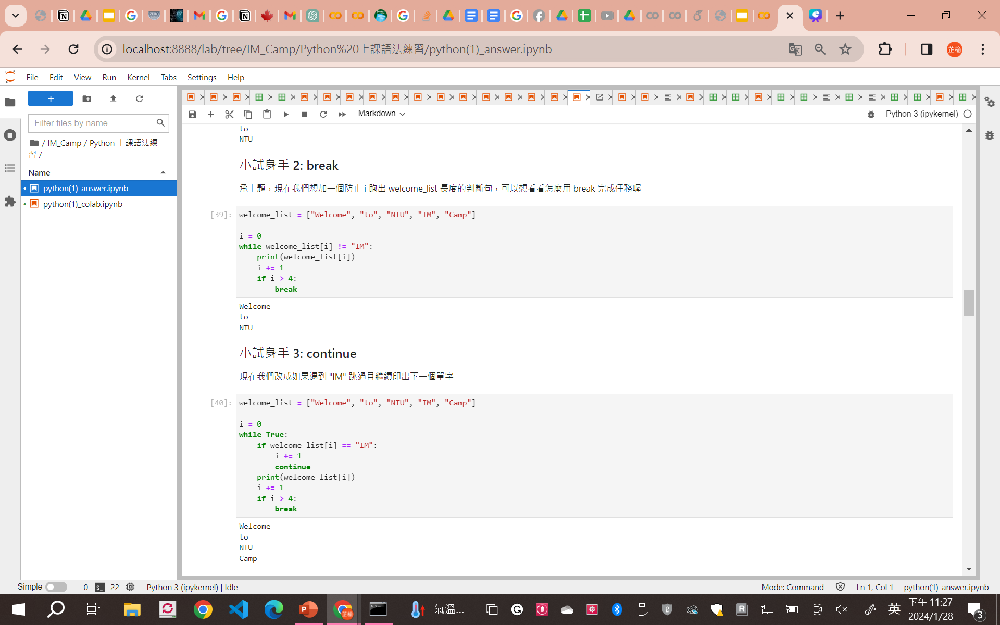 localhost:8888/lab/tree/IM_Camp/Python%20上課語法練習/python(1)_answer.ipynb
芷榆
File Edit View Run Kernel Tabs Settings Help
Markdown
Python 3 (ipykernel)
Filter files by name
/ IM_Camp / Python 上課語法練
習 /
Name
python(1)_answer.ipynb
python(1)_colab.ipynb
to
NTU
小試身手 2: break
承上題，現在我們想加一個防止 i 跑出 welcome_list 長度的判斷句，可以想看看怎麼用 break 完成任務喔
[39]:
welcome_list = ["Welcome", "to", "NTU", "IM", "Camp"]
i = 0
while welcome_list[i] != "IM":
    print(welcome_list[i])
    i += 1
    if i > 4:
        break
Welcome
to
NTU
小試身手 3: continue
現在我們改成如果遇到 "IM" 跳過且繼續印出下一個單字
[40]:
welcome_list = ["Welcome", "to", "NTU", "IM", "Camp"]
i = 0
while True:
    if welcome_list[i] == "IM":
        i += 1
        continue
    print(welcome_list[i])
    i += 1
    if i > 4:
        break
Welcome
to
NTU
Camp
Simple 0 22 Python 3 (ipykernel) | Idle
Mode: Command Ln 1, Col 1 python(1)_answer.ipynb
氣溫...
英
下午 11:27
2024/1/28
3